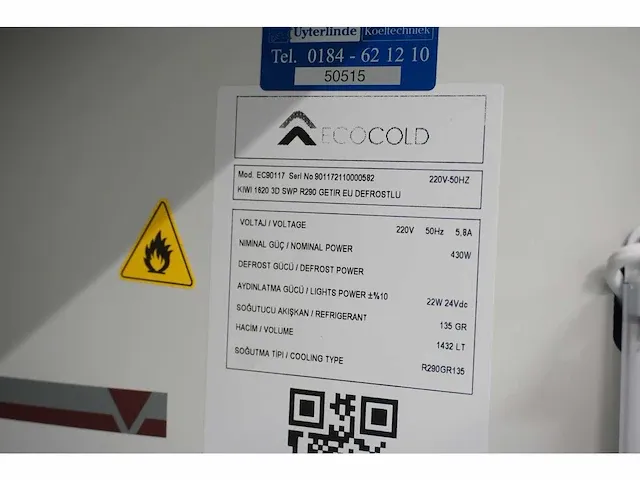 Uyterlinde Koeltechniek
Tel. 0184 - 62 12 10
50515
ECOCOLD
Mod. EC90117 Seri No 901172110000582 220V-50HZ
KIWI 1820 3D SWP R290 GETIR EU DEFROSTLU
VOLTAJ / VOLTAGE 220V 50Hz 5,8A
NIMINAL GÜÇ / NOMINAL POWER 430W
DEFROST GÜCÜ / DEFROST POWER
AYDINLATMA GÜCÜ / LIGHTS POWER ±%10 22W 24Vdc
SOĞUTUCU AKIŞKAN / REFRIGERANT 135 GR
HACİM / VOLUME 1432 LT
SOĞUTMA TİPİ / COOLING TYPE R290GR135